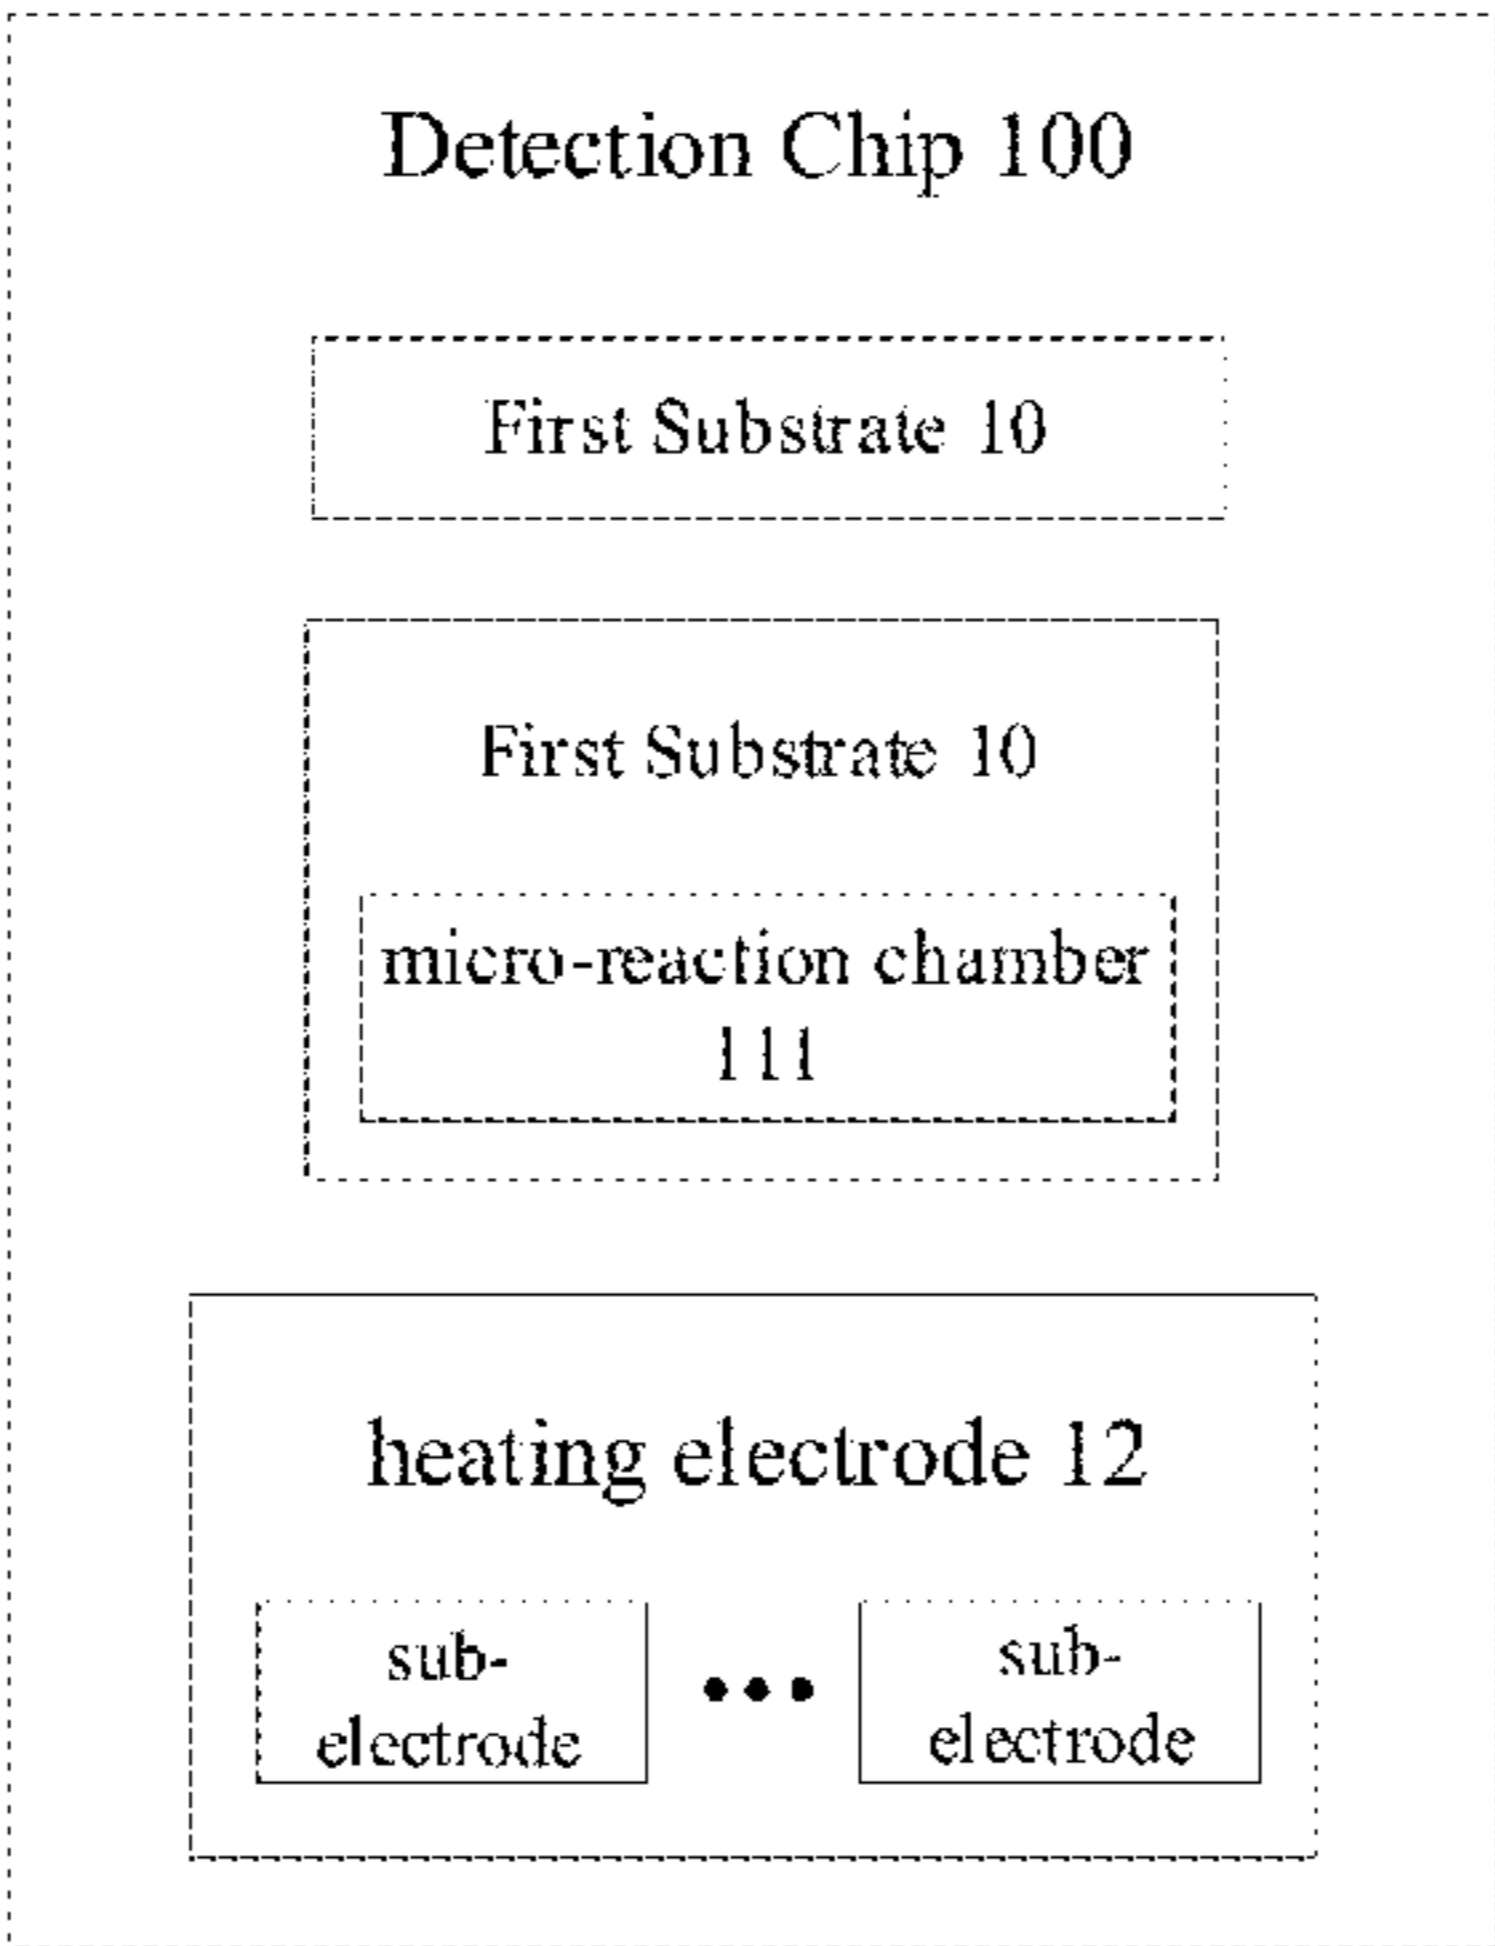 Detection Chip 100
First Substrate 10
First Substrate 10
micro-reaction chamber
111
heating electrode 12
sub-
electrode
•••
sub-
electrode